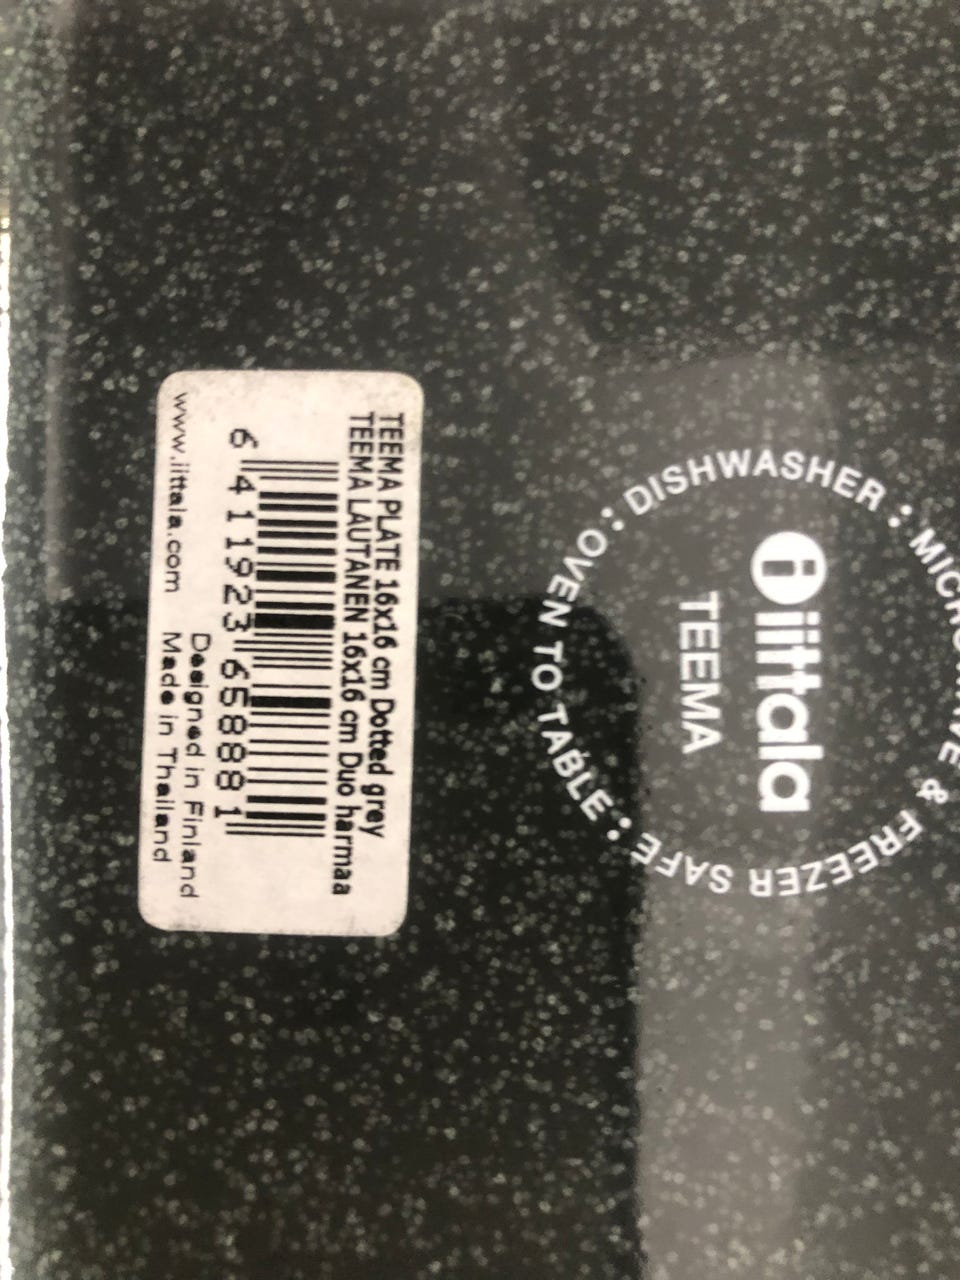 TEEMA PLATE 16x16 cm Dotted grey
TEEMA LAUTANEN 16x16 cm Duo harmaa
6 411923 658881
Designed in Finland
www.iittala.com Made in Thailand
i iittala
TEEMA
OVEN TO TABLE : DISHWASHER : MICROWAVE & FREEZER SAFE :